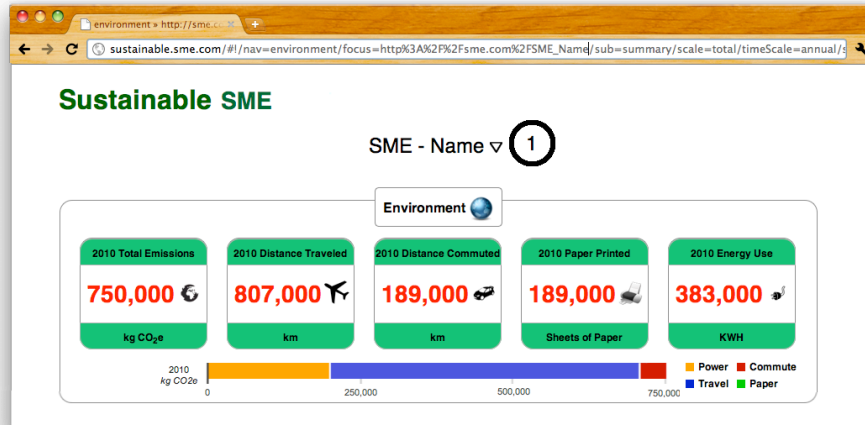 environment » http://sme.c
sustainable.sme.com/#!/nav=environment/focus=http%3A%2F%2Fsme.com%2FSME_Name/sub=summary/scale=total/timeScale=annual/s
Sustainable SME
SME - Name ▽ 1
Environment
2010 Total Emissions 2010 Distance Traveled 2010 Distance Commuted 2010 Paper Printed 2010 Energy Use
750,000 807,000 189,000 189,000 383,000
kg CO₂e km km Sheets of Paper KWH
2010 Power Commute
kg CO2e Travel Paper
0 250,000 500,000 750,000